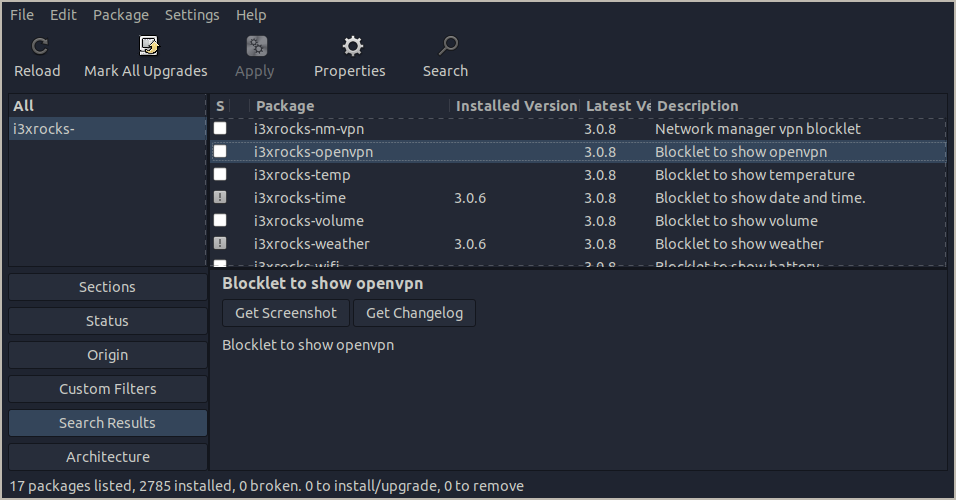 File Edit Package Settings Help
Reload Mark All Upgrades Apply Properties Search
All
i3xrocks-
S Package Installed Version Latest Ve Description
i3xrocks-nm-vpn 3.0.8 Network manager vpn blocklet
i3xrocks-openvpn 3.0.8 Blocklet to show openvpn
i3xrocks-temp 3.0.8 Blocklet to show temperature
i3xrocks-time 3.0.6 3.0.8 Blocklet to show date and time.
i3xrocks-volume 3.0.8 Blocklet to show volume
i3xrocks-weather 3.0.6 3.0.8 Blocklet to show weather
i3xrocks-wifi 3.0.8 Blocklet to show battery
Sections
Status
Origin
Custom Filters
Search Results
Architecture
Blocklet to show openvpn
Get Screenshot Get Changelog
Blocklet to show openvpn
17 packages listed, 2785 installed, 0 broken. 0 to install/upgrade, 0 to remove